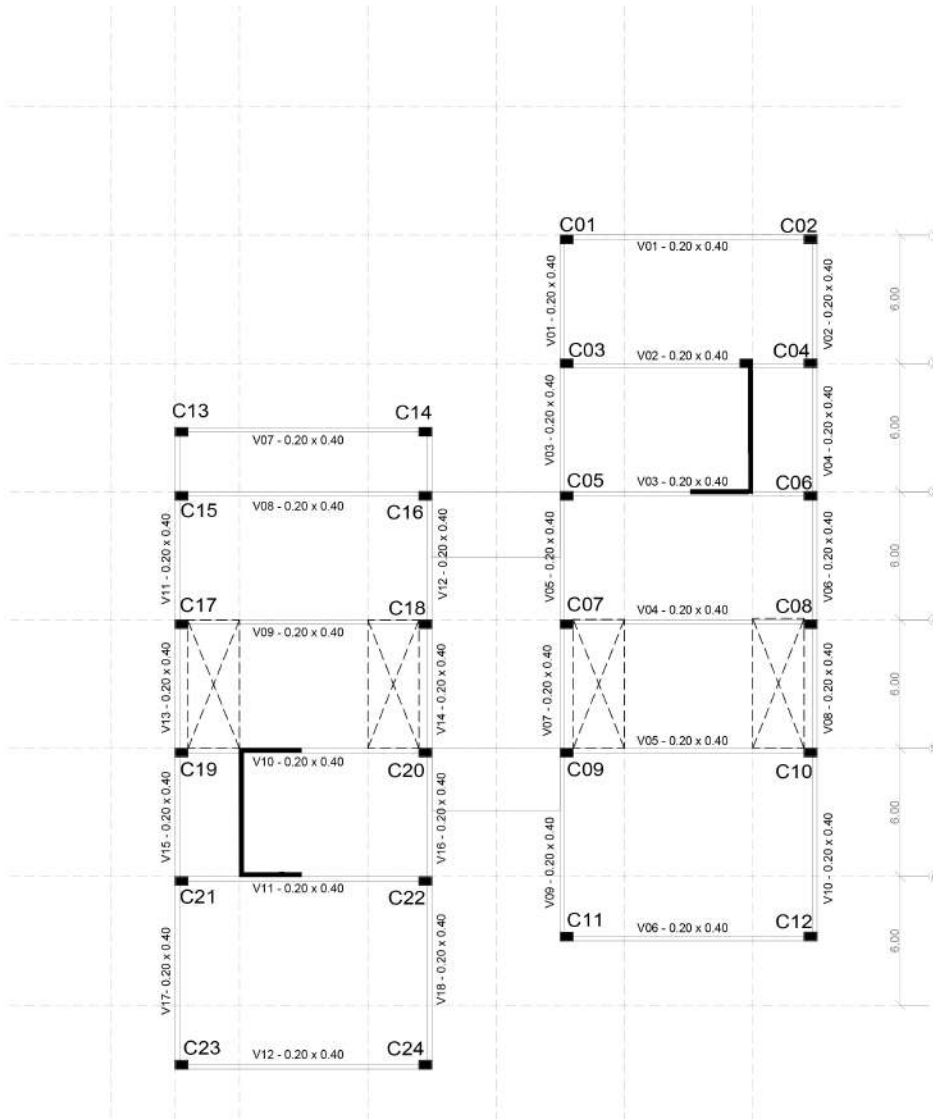 C01
C02
V01 - 0.20 x 0.40
V01 - 0.20 x 0.40
V02 - 0.20 x 0.40
6.00
C03
V02 - 0.20 x 0.40
C04
C13
C14
V07 - 0.20 x 0.40
V03 - 0.20 x 0.40
V04 - 0.20 x 0.40
6.00
C05
V03 - 0.20 x 0.40
C06
C15
V08 - 0.20 x 0.40
C16
V11 - 0.20 x 0.40
V12 - 0.20 x 0.40
V05 - 0.20 x 0.40
V06 - 0.20 x 0.40
6.00
C17
C18
V09 - 0.20 x 0.40
C07
V04 - 0.20 x 0.40
C08
V13 - 0.20 x 0.40
V14 - 0.20 x 0.40
V07 - 0.20 x 0.40
V08 - 0.20 x 0.40
6.00
V05 - 0.20 x 0.40
C19
V10 - 0.20 x 0.40
C20
C09
C10
V15 - 0.20 x 0.40
V16 - 0.20 x 0.40
6.00
V09 - 0.20 x 0.40
V10 - 0.20 x 0.40
C21
V11 - 0.20 x 0.40
C22
C11
V06 - 0.20 x 0.40
C12
V17- 0.20 x 0.40
V18 - 0.20 x 0.40
6.00
C23
V12 - 0.20 x 0.40
C24